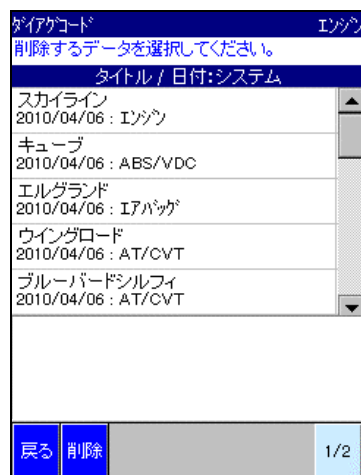 ﾀﾞｲｱｸﾞｺｰﾄﾞ ｴﾝｼﾞﾝ
削除するデータを選択してください。
タイトル / 日付:システム
スカイライン
2010/04/06 : ｴﾝｼﾞﾝ
キューブ
2010/04/06 : ABS/VDC
エルグランド
2010/04/06 : ｴｱﾊﾞｯｸﾞ
ウイングロード
2010/04/06 : AT/CVT
ブルーバードシルフィ
2010/04/06 : AT/CVT
戻る 削除 1/2